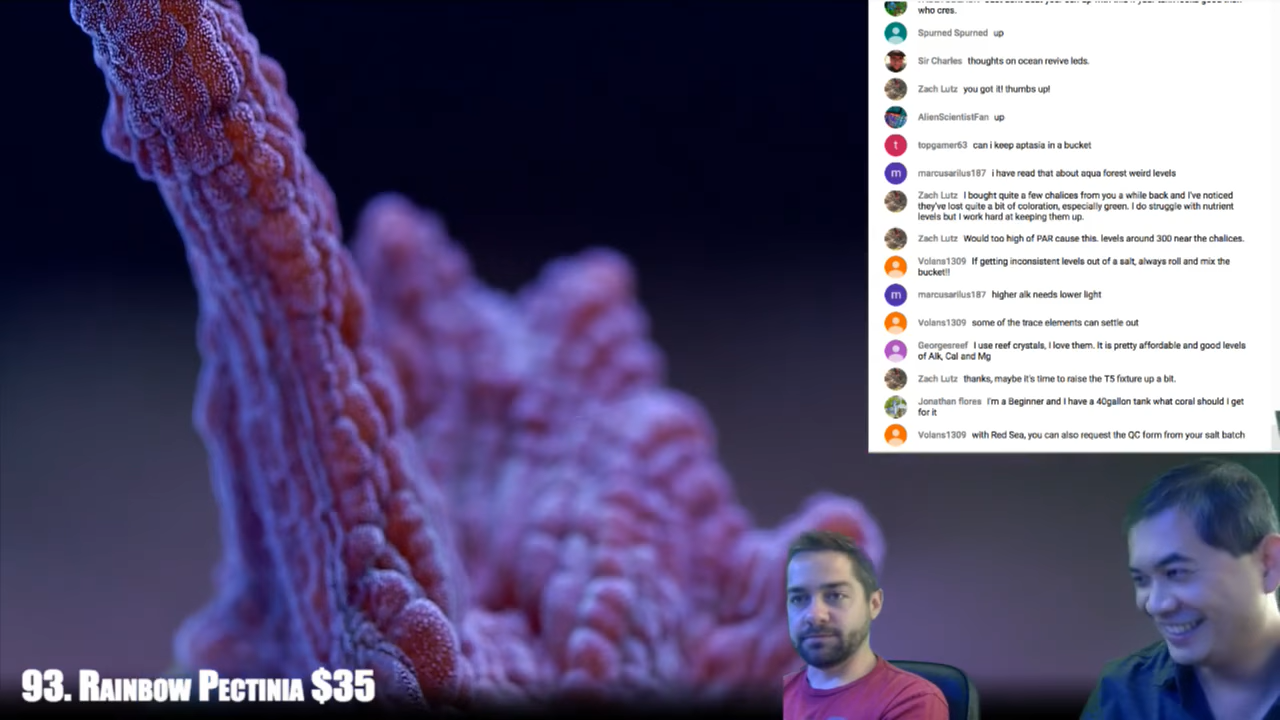 who cres.
Spurned Spurned up
Sir Charles thoughts on ocean revive leds.
Zach Lutz you got it! thumbs up!
AlienScientistFan up
t topgamer63 can i keep aptasia in a bucket
m marcusarilus187 i have read that about aqua forest weird levels
Zach Lutz I bought quite a few chalices from you a while back and I've noticed
they've lost quite a bit of coloration, especially green. I do struggle with nutrient
levels but I work hard at keeping them up.
Zach Lutz Would too high of PAR cause this. levels around 300 near the chalices.
Volans1309 If getting inconsistent levels out of a salt, always roll and mix the
bucket!!
m marcusarilus187 higher alk needs lower light
Volans1309 some of the trace elements can settle out
Georgesreef I use reef crystals, I love them. It is pretty affordable and good levels
of Alk, Cal and Mg
Zach Lutz thanks, maybe it's time to raise the T5 fixture up a bit.
Jonathan flores I'm a Beginner and I have a 40gallon tank what coral should I get
for it
Volans1309 with Red Sea, you can also request the QC form from your salt batch
93. Rainbow Pectinia $35